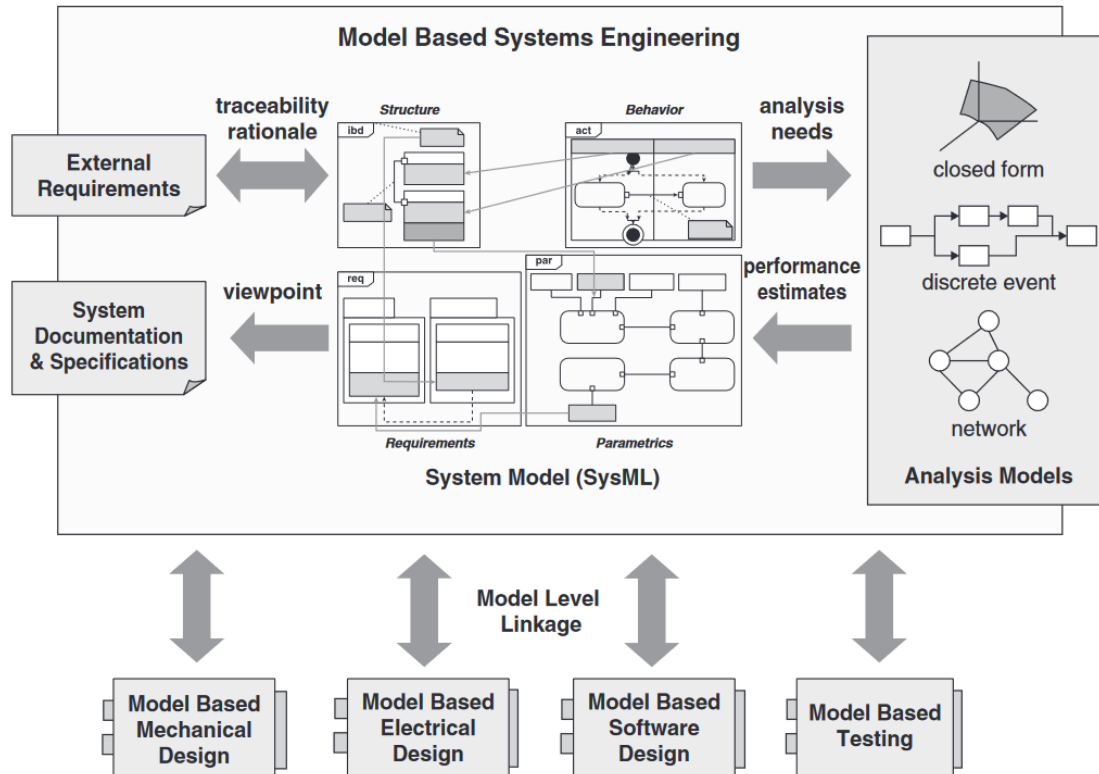 Model Based Systems Engineering
traceability
rationale
Structure
Behavior
analysis
needs
ibd
act
External
Requirements
closed form
req
par
viewpoint
performance
estimates
discrete event
System
Documentation
& Specifications
network
Requirements
Parametrics
System Model (SysML)
Analysis Models
Model Level
Linkage
Model Based
Mechanical
Design
Model Based
Electrical
Design
Model Based
Software
Design
Model Based
Testing